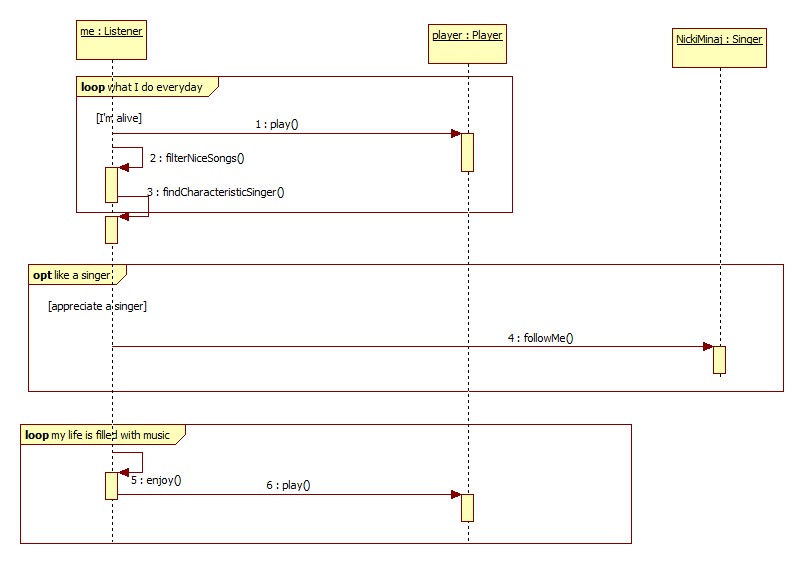 me : Listener
player : Player
NickiMinaj : Singer
loop what I do everyday
[I'm alive]
1 : play()
2 : filterNiceSongs()
3 : findCharacteristicSinger()
opt like a singer
[appreciate a singer]
4 : followMe()
loop my life is filled with music
5 : enjoy()
6 : play()